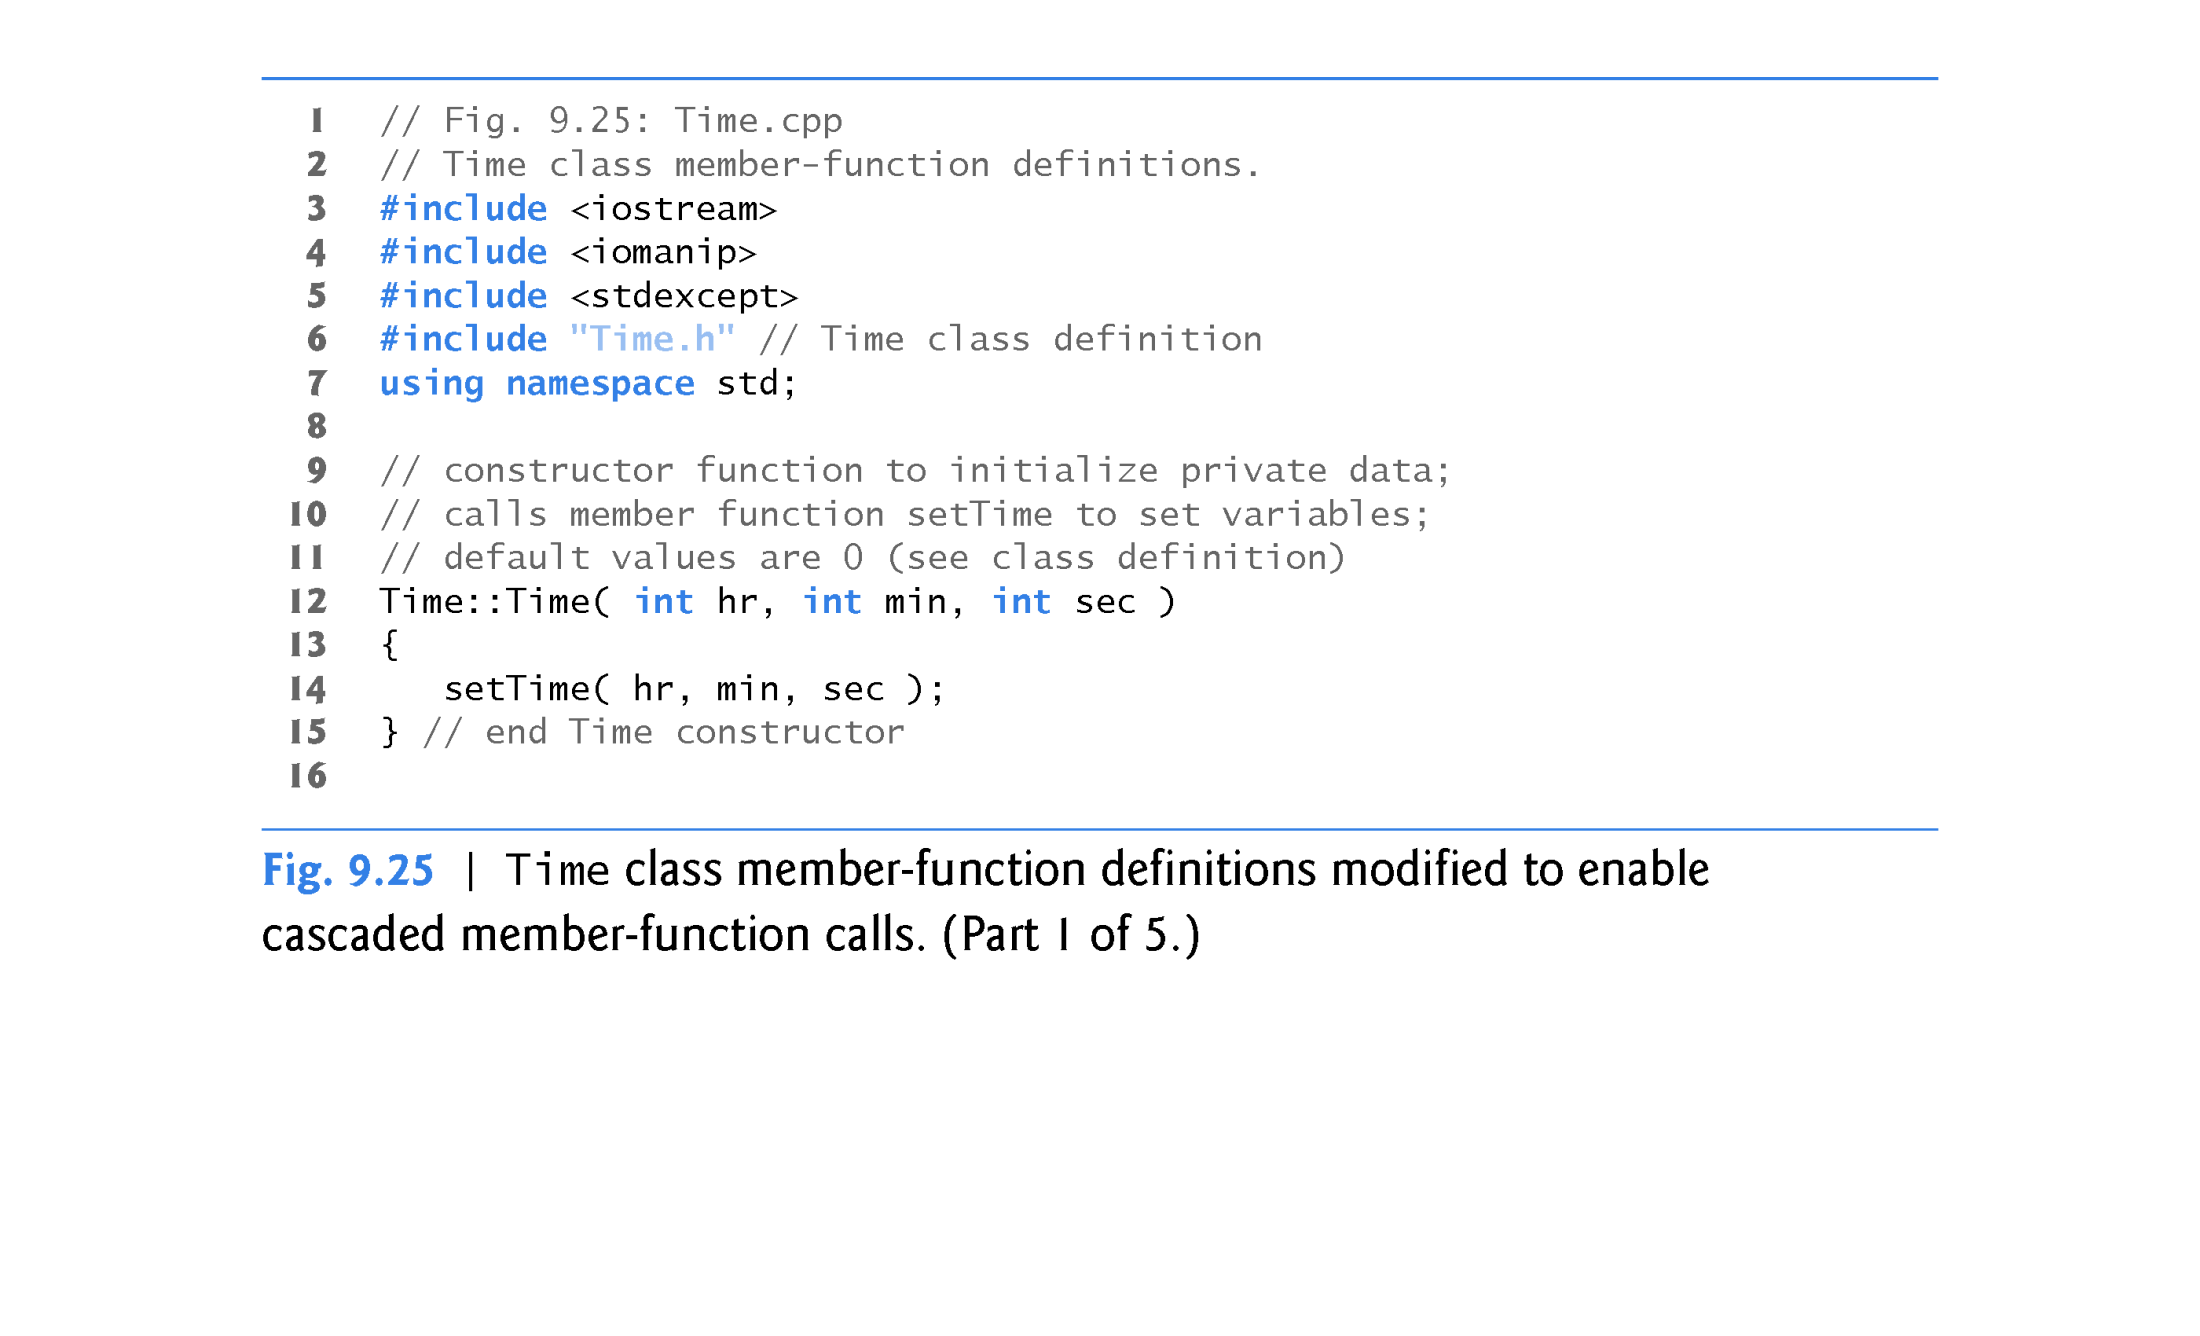 1 // Fig. 9.25: Time.cpp
2 // Time class member-function definitions.
3 #include <iostream>
4 #include <iomanip>
5 #include <stdexcept>
6 #include "Time.h" // Time class definition
7 using namespace std;
8
9 // constructor function to initialize private data;
10 // calls member function setTime to set variables;
11 // default values are 0 (see class definition)
12 Time::Time( int hr, int min, int sec )
13 {
14    setTime( hr, min, sec );
15 } // end Time constructor
16
Fig. 9.25 | Time class member-function definitions modified to enable
cascaded member-function calls. (Part 1 of 5.)